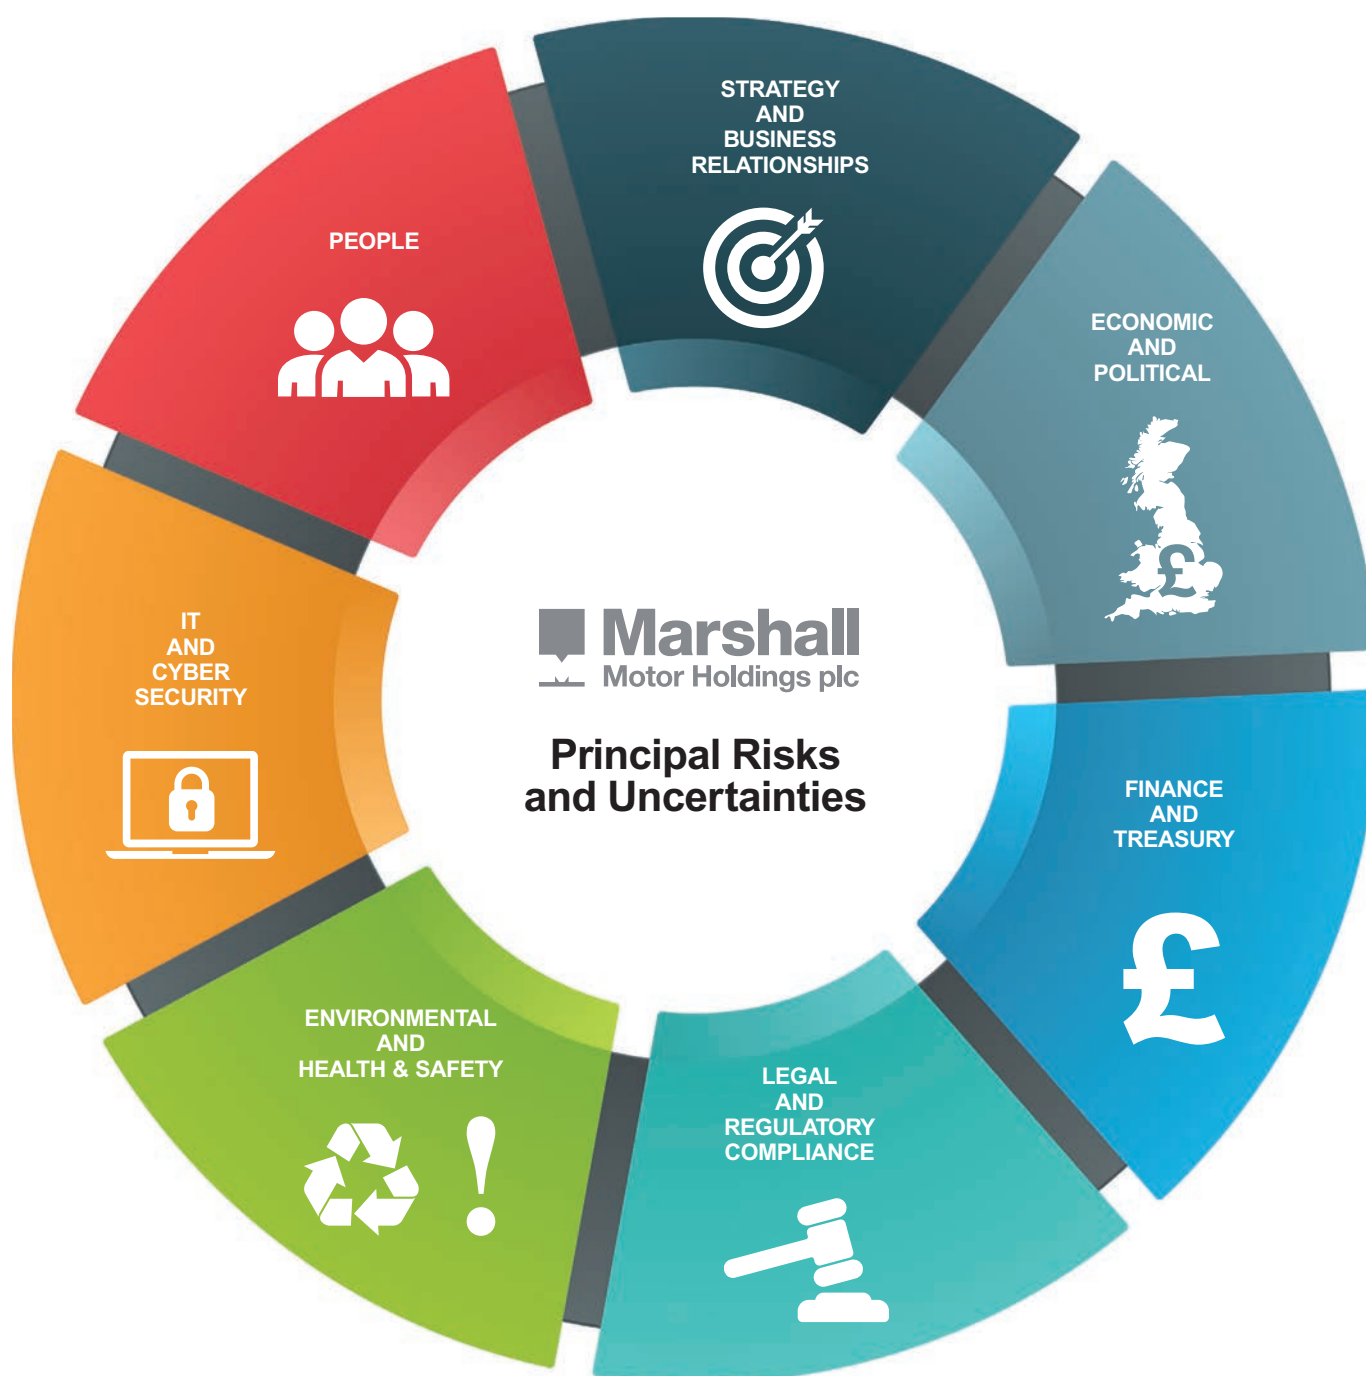 STRATEGY
AND
BUSINESS
RELATIONSHIPS
ECONOMIC
AND
POLITICAL
£
FINANCE
AND
TREASURY
£
LEGAL
AND
REGULATORY
COMPLIANCE
ENVIRONMENTAL
AND
HEALTH & SAFETY
!
IT
AND
CYBER
SECURITY
PEOPLE
Marshall
Motor Holdings plc
Principal Risks
and Uncertainties